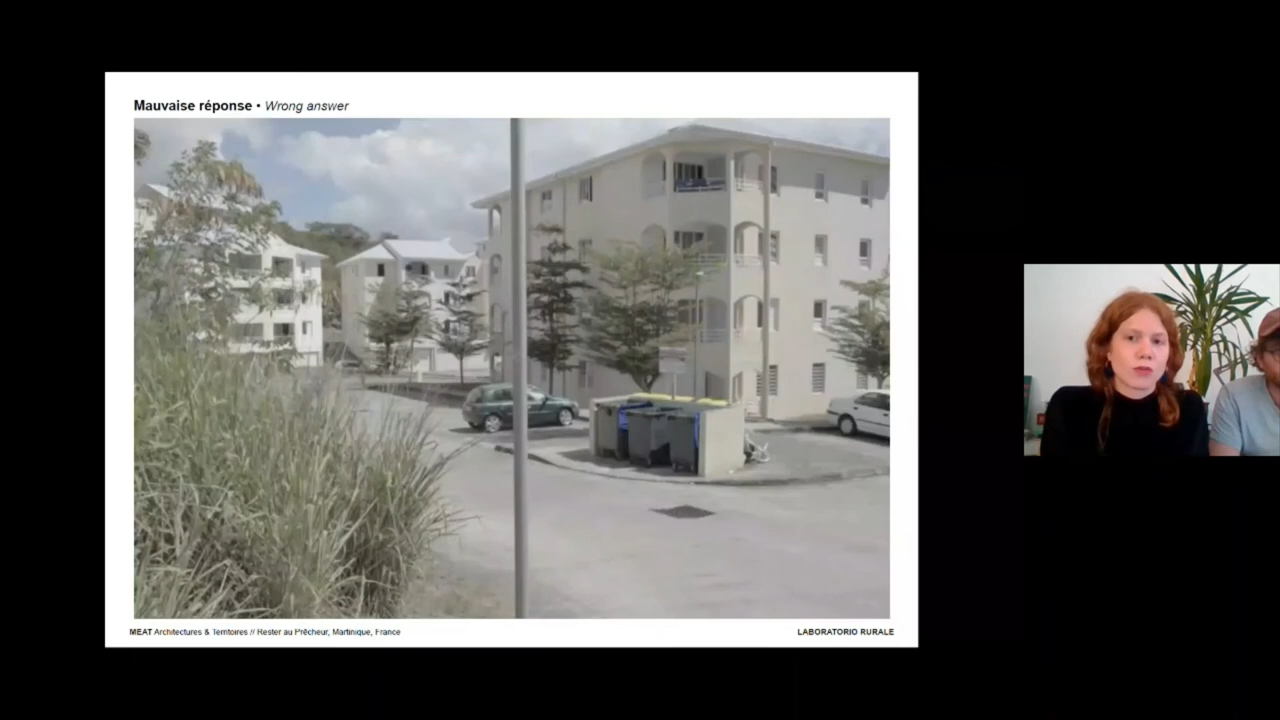 Mauvaise réponse • Wrong answer
MEAT Architectures & Territoires // Rester au Prêcheur, Martinique, France
LABORATORIO RURALE